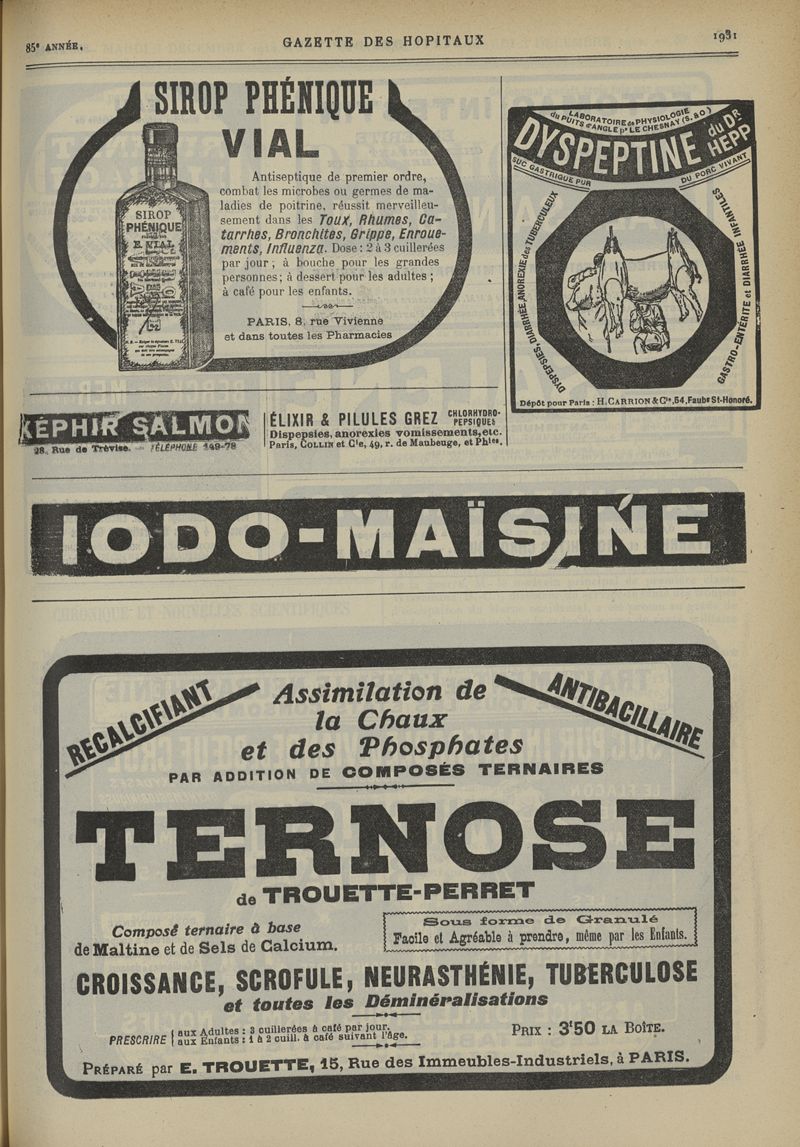 85e ANNÉE.
GAZETTE DES HOPITAUX
1931
SIROP PHÉNIQUE
VIAL
Antiseptique de premier ordre,
combat les microbes ou germes de ma-
ladies de poitrine, réussit merveilleu-
sement dans les Toux, Rhumes, Ca-
tarrhes, Bronchites, Grippe, Enroue-
ments, Influenza. Dose : 2 à 3 cuillerées
par jour ; à bouche pour les grandes
personnes ; à dessert pour les adultes ;
à café pour les enfants.
PARIS, 8, rue Vivienne
et dans toutes les Pharmacies
SIROP
PHÉNIQUE
E. VIAL
LABORATOIRE de PHYSIOLOGIE
du PUITS d'ANGLE pr LE CHESNAY (S. & O)
DYSPEPTINE du Dr HEPP
SUC GASTRIQUE PUR
DU PORC VIVANT
DYSPEPSIES, DIARRHÉE, ANOREXIE des TUBERCULEUX
GASTRO-ENTÉRITE et DIARRHÉE INFANTILES
Dépôt pour Paris : H. CARRION & Cie, 54, Faubg St-Honoré.
KÉPHIR SALMON
28, Rue de Trévise. — TÉLÉPHONE 149-78
ÉLIXIR & PILULES GREZ CHLORHYDRO-
PEPSIQUES
Dispepsies, anorexies vomissements, etc.
Paris, COLLIN et Cie, 49, r. de Maubeuge, et Phies.
IODO-MAÏSINE
RECALCIFIANT
Assimilation de
la Chaux
et des Phosphates
ANTIBACILLAIRE
PAR ADDITION DE COMPOSÉS TERNAIRES
TERNOSE
de TROUETTE-PERRET
Composé ternaire à base
de Maltine et de Sels de Calcium.
Sous forme de Granulé
Facile et Agréable à prendre, même par les Enfants.
CROISSANCE, SCROFULE, NEURASTHÉNIE, TUBERCULOSE
et toutes les Déminéralisations
PRESCRIRE aux Adultes : 3 cuillerées à café par jour.
aux Enfants : 1 à 2 cuill. à café suivant l'âge.
PRIX : 3f50 LA BOÎTE.
PRÉPARÉ par E. TROUETTE, 15, Rue des Immeubles-Industriels, à PARIS.